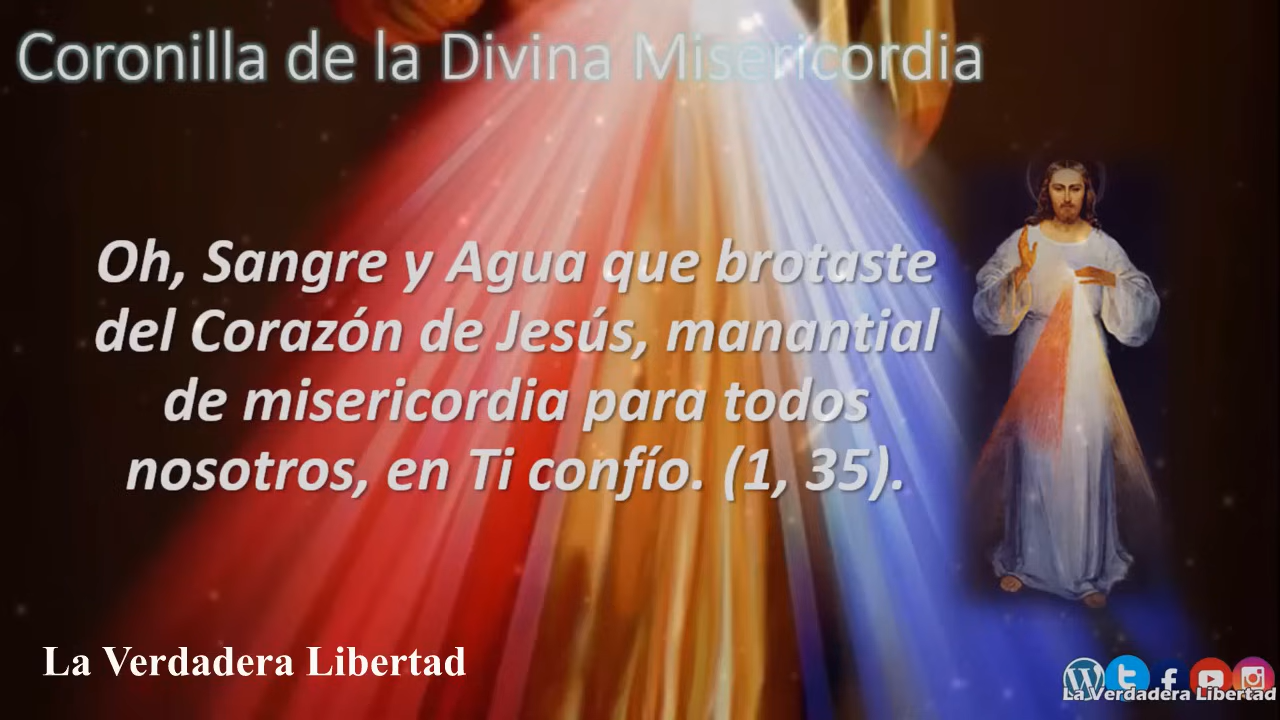 Coronilla de la Divina Misericordia
Oh, Sangre y Agua que brotaste
del Corazón de Jesús, manantial
de misericordia para todos
nosotros, en Ti confío. (1, 35).
La Verdadera Libertad
La Verdadera Libertad